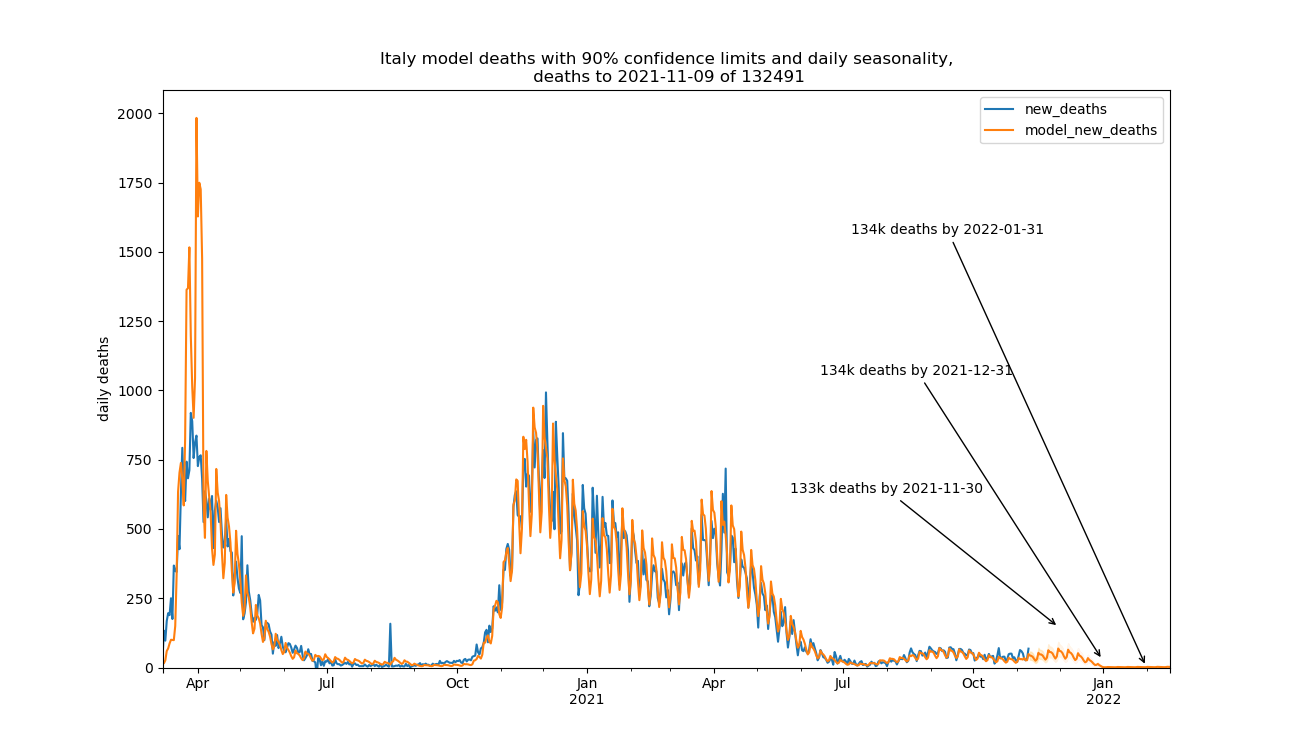 Italy model deaths with 90% confidence limits and daily seasonality,
deaths to 2021-11-09 of 132491
new_deaths
model_new_deaths
2000
1750
1500
1250
1000
750
500
250
0
daily deaths
134k deaths by 2022-01-31
134k deaths by 2021-12-31
133k deaths by 2021-11-30
Apr Jul Oct Jan Apr Jul Oct Jan
2021 2022